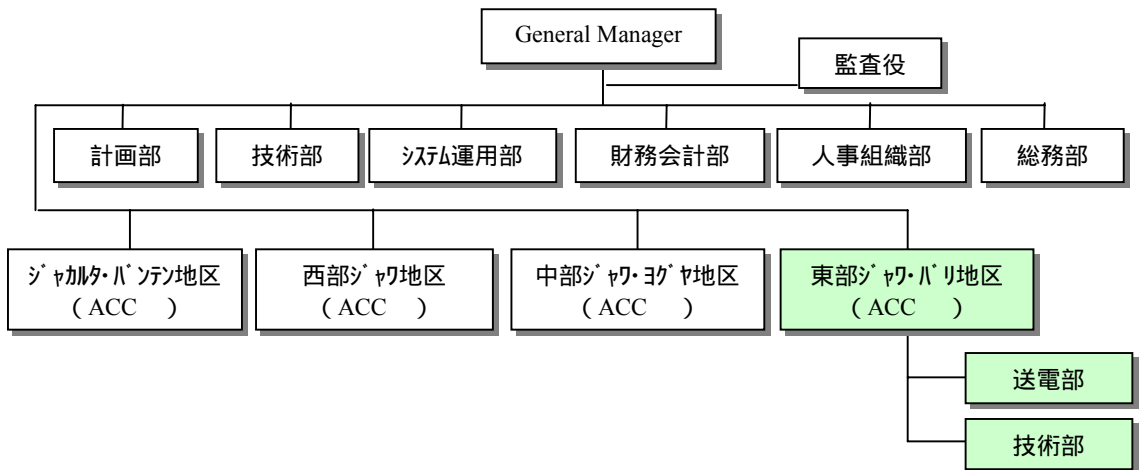 General Manager
監査役
計画部
技術部
ｼｽﾃﾑ運用部
財務会計部
人事組織部
総務部
ｼﾞｬｶﾙﾀ･ﾊﾞﾝﾃﾝ地区
（ACC　）
西部ｼﾞｬﾜ地区
（ACC　）
中部ｼﾞｬﾜ･ﾖｸﾞﾔ地区
（ACC　）
東部ｼﾞｬﾜ･ﾊﾞﾘ地区
（ACC　）
送電部
技術部